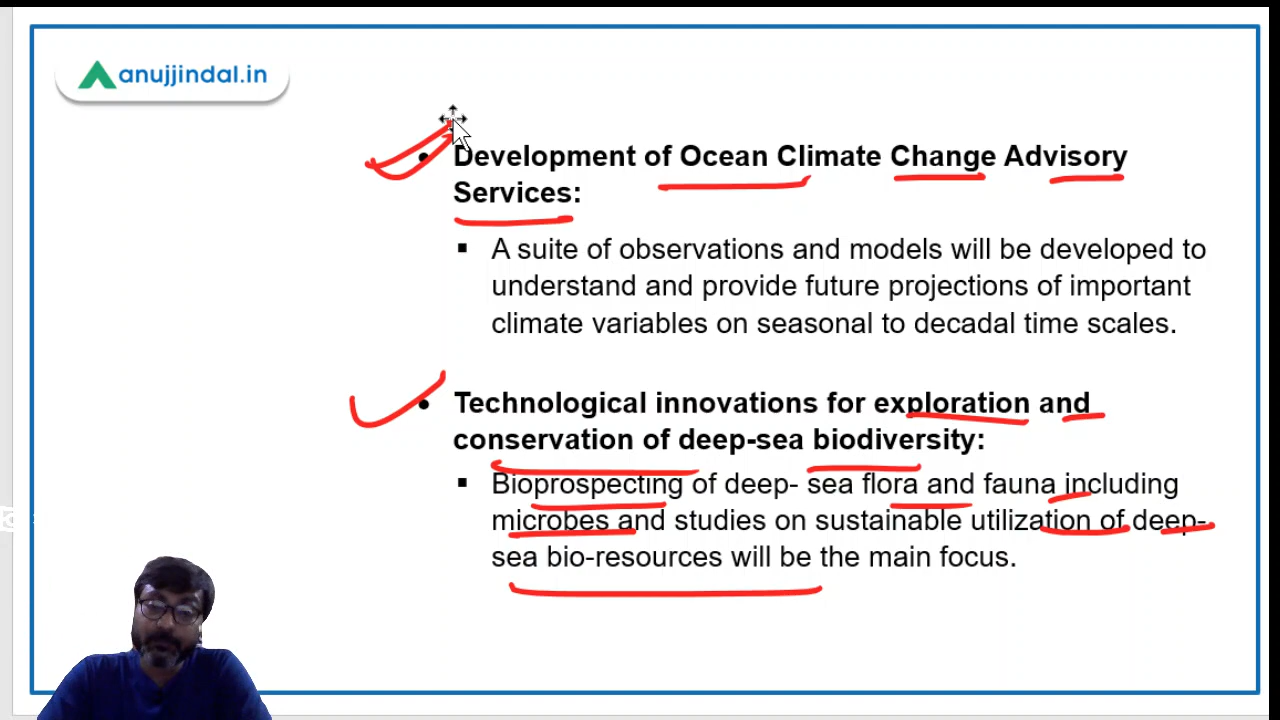 anujjindal.in
• Development of Ocean Climate Change Advisory
Services:
▪ A suite of observations and models will be developed to
understand and provide future projections of important
climate variables on seasonal to decadal time scales.
• Technological innovations for exploration and
conservation of deep-sea biodiversity:
▪ Bioprospecting of deep- sea flora and fauna including
microbes and studies on sustainable utilization of deep-
sea bio-resources will be the main focus.